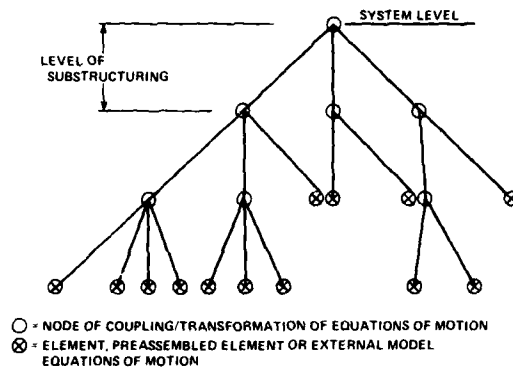 SYSTEM LEVEL
LEVEL OF
SUBSTRUCTURING
= NODE OF COUPLING/TRANSFORMATION OF EQUATIONS OF MOTION
= ELEMENT, PREASSEMBLED ELEMENT OR EXTERNAL MODEL
EQUATIONS OF MOTION